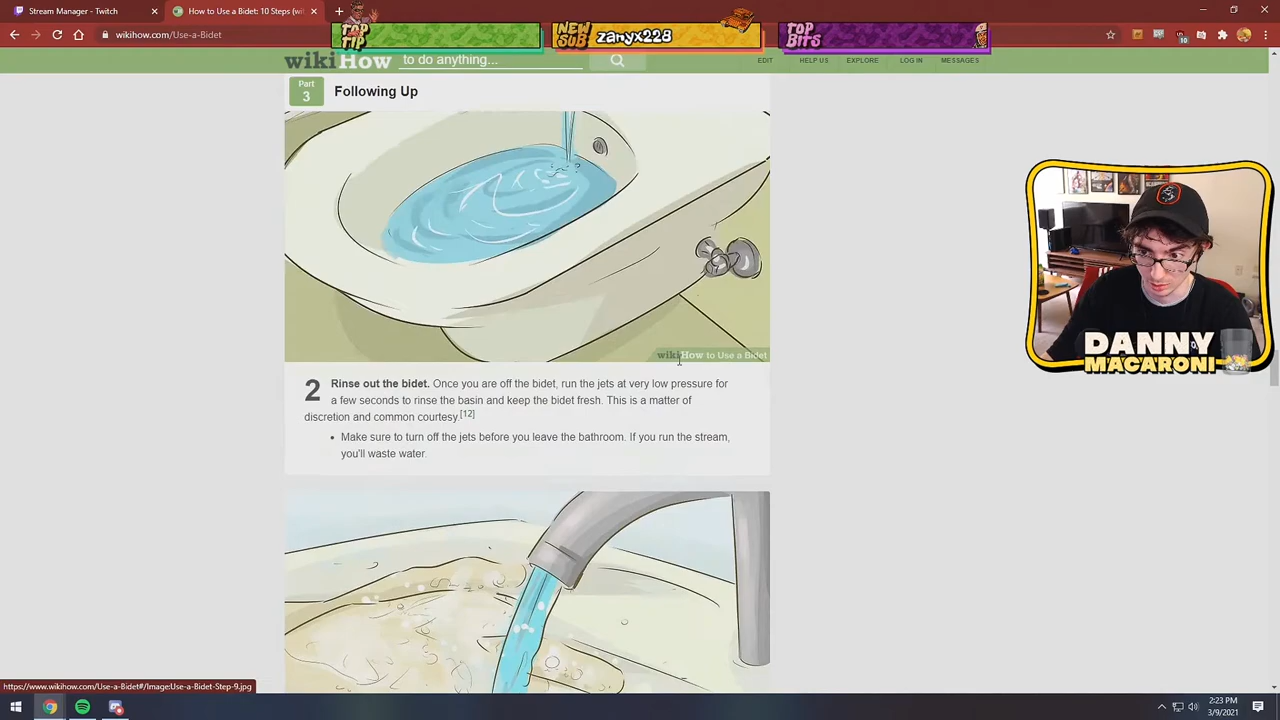 Stream Manager - Twitch
How to Use a Bidet: 10 Steps (wit
wikihow.com/Use-a-Bidet
TOP TIP
NEW SUB zanyx228
TOP BITS
wikiHow to do anything...
EDIT HELP US EXPLORE LOG IN MESSAGES
Part 3 Following Up
wikiHow to Use a Bidet
2 Rinse out the bidet. Once you are off the bidet, run the jets at very low pressure for
a few seconds to rinse the basin and keep the bidet fresh. This is a matter of
discretion and common courtesy.[12]
• Make sure to turn off the jets before you leave the bathroom. If you run the stream,
you'll waste water.
DANNY
MACARONI
https://www.wikihow.com/Use-a-Bidet#/Image:Use-a-Bidet-Step-9.jpg
2:23 PM
3/9/2021